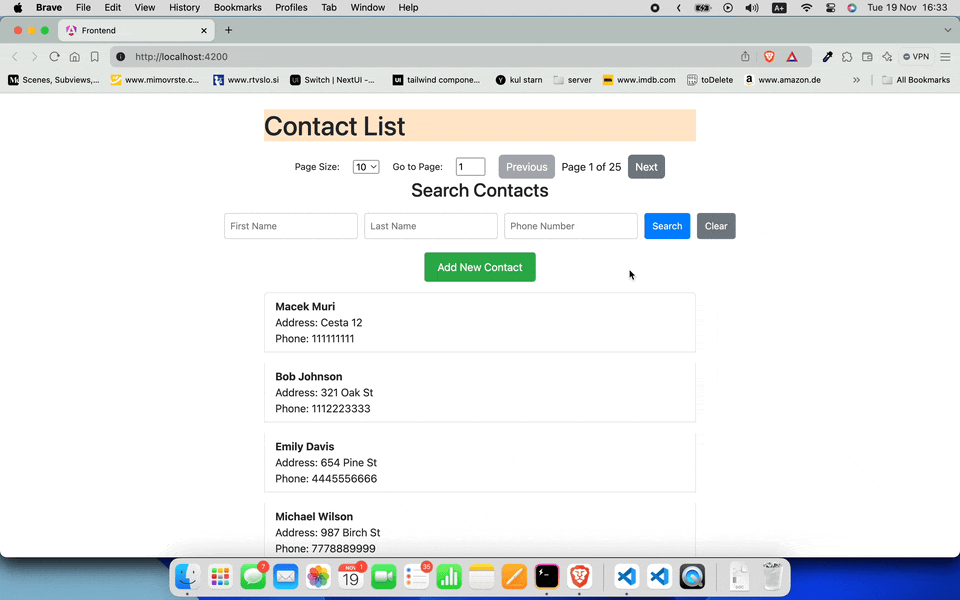 Brave File Edit View History Bookmarks Profiles Tab Window Help A+ Tue 19 Nov 16:33
Frontend
http://localhost:4200 VPN
Scenes, Subviews,... www.mimovrste.c... www.rtvslo.si Switch | NextUI -... tailwind compone... kul starn server www.imdb.com toDelete www.amazon.de All Bookmarks
Contact List
Page Size: 10 Go to Page: 1 Previous Page 1 of 25 Next
Search Contacts
First Name Last Name Phone Number Search Clear
Add New Contact
Macek Muri
Address: Cesta 12
Phone: 111111111
Bob Johnson
Address: 321 Oak St
Phone: 1112223333
Emily Davis
Address: 654 Pine St
Phone: 4445556666
Michael Wilson
Address: 987 Birch St
Phone: 7778889999
7 NOV 19 1 35